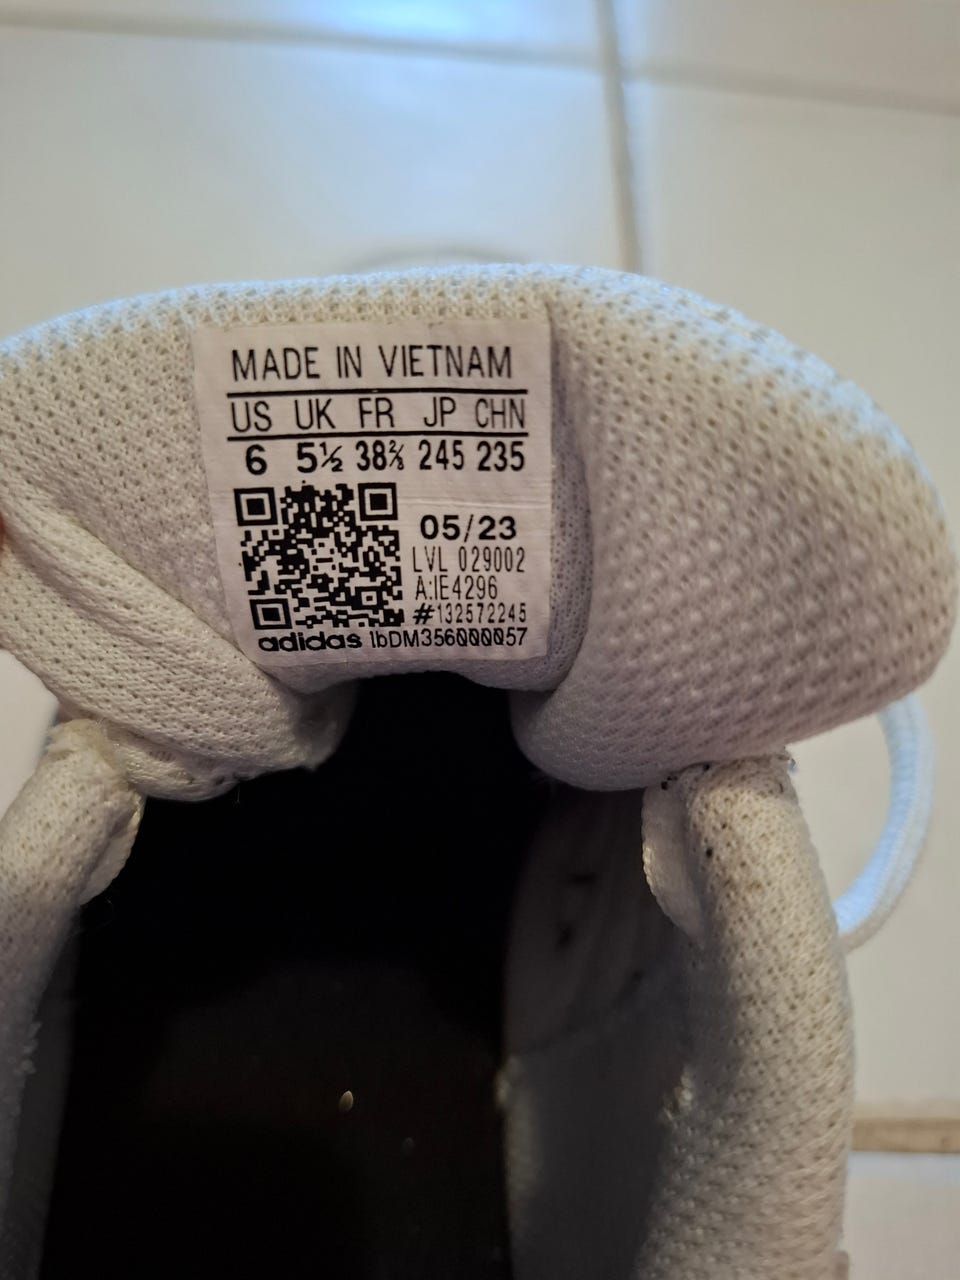 MADE IN VIETNAM
US UK FR JP CHN
6 5½ 38⅔ 245 235
05/23
LVL 029002
A:IE4296
#132572245
adidas lbDM356000057